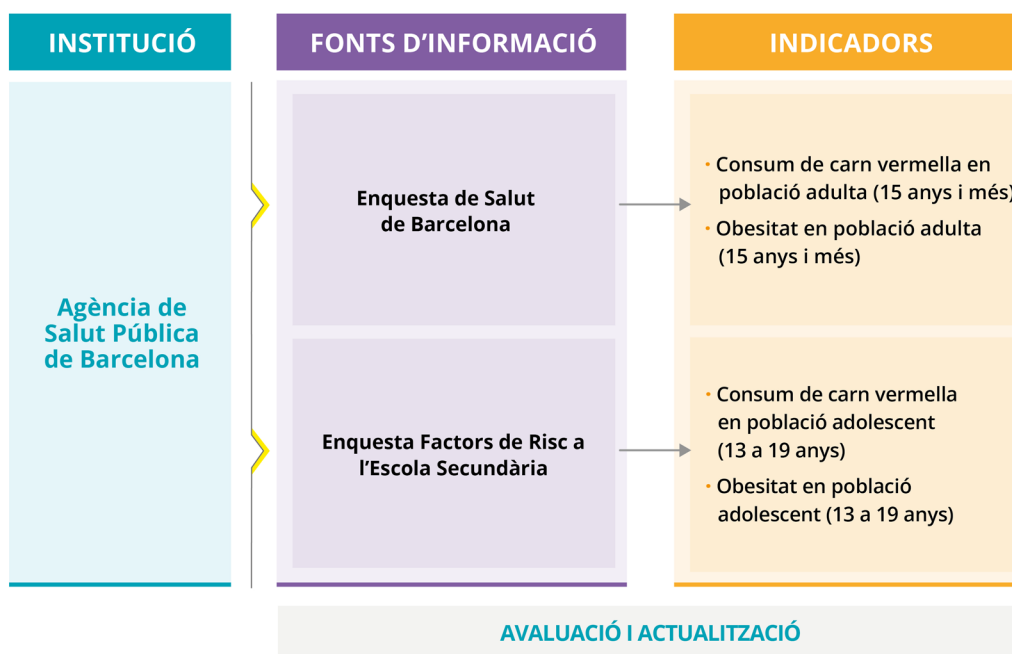 INSTITUCIÓ
FONTS D'INFORMACIÓ
INDICADORS
Agència de
Salut Pública
de Barcelona
Enquesta de Salut
de Barcelona
· Consum de carn vermella en
població adulta (15 anys i més)
· Obesitat en població adulta
(15 anys i més)
Enquesta Factors de Risc a
l'Escola Secundària
· Consum de carn vermella
en població adolescent
(13 a 19 anys)
· Obesitat en població
adolescent (13 a 19 anys)
AVALUACIÓ I ACTUALITZACIÓ